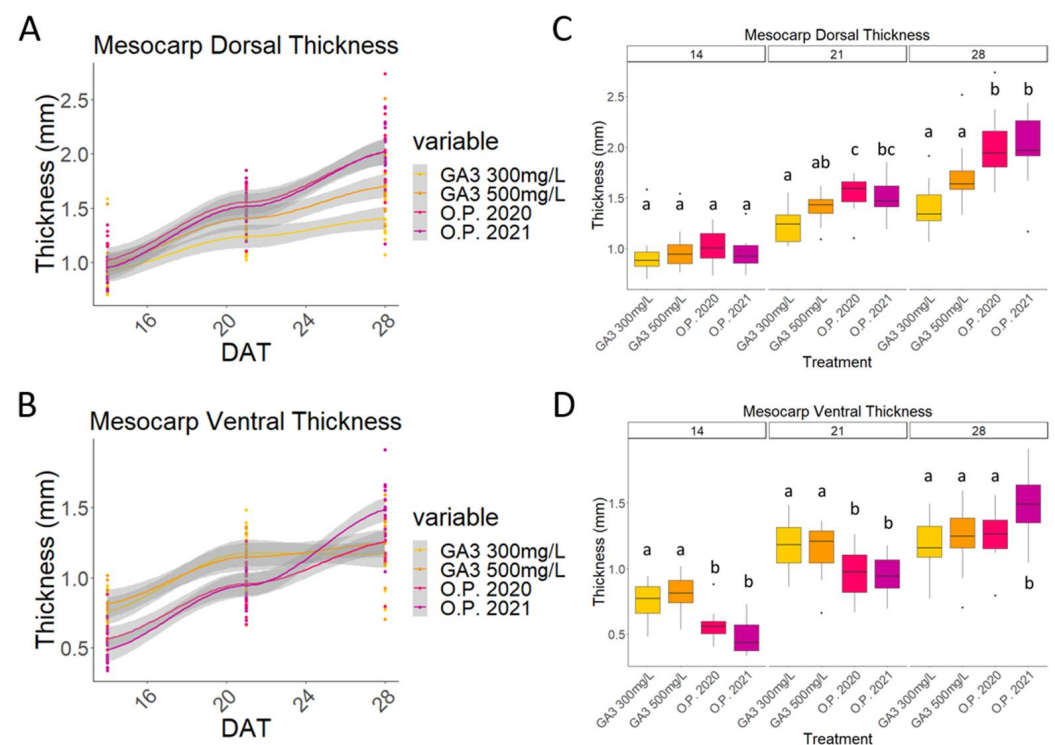 A
Mesocarp Dorsal Thickness
Thickness (mm)
2.5
2.0
1.5
1.0
16
20
24
28
DAT
variable
GA3 300mg/L
GA3 500mg/L
O.P. 2020
O.P. 2021
B
Mesocarp Ventral Thickness
Thickness (mm)
1.5
1.0
0.5
16
20
24
28
DAT
variable
GA3 300mg/L
GA3 500mg/L
O.P. 2020
O.P. 2021
C
Mesocarp Dorsal Thickness
14 21 28
Thickness (mm)
2.5
2.0
1.5
1.0
a a a a
a ab c bc
a a b b
GA3 300mg/L
GA3 500mg/L
O.P. 2020
O.P. 2021
GA3 300mg/L
GA3 500mg/L
O.P. 2020
O.P. 2021
GA3 300mg/L
GA3 500mg/L
O.P. 2020
O.P. 2021
Treatment
D
Mesocarp Ventral Thickness
14 21 28
Thickness (mm)
1.5
1.0
0.5
a a b b
a a b b
a a a b
GA3 300mg/L
GA3 500mg/L
O.P. 2020
O.P. 2021
GA3 300mg/L
GA3 500mg/L
O.P. 2020
O.P. 2021
GA3 300mg/L
GA3 500mg/L
O.P. 2020
O.P. 2021
Treatment